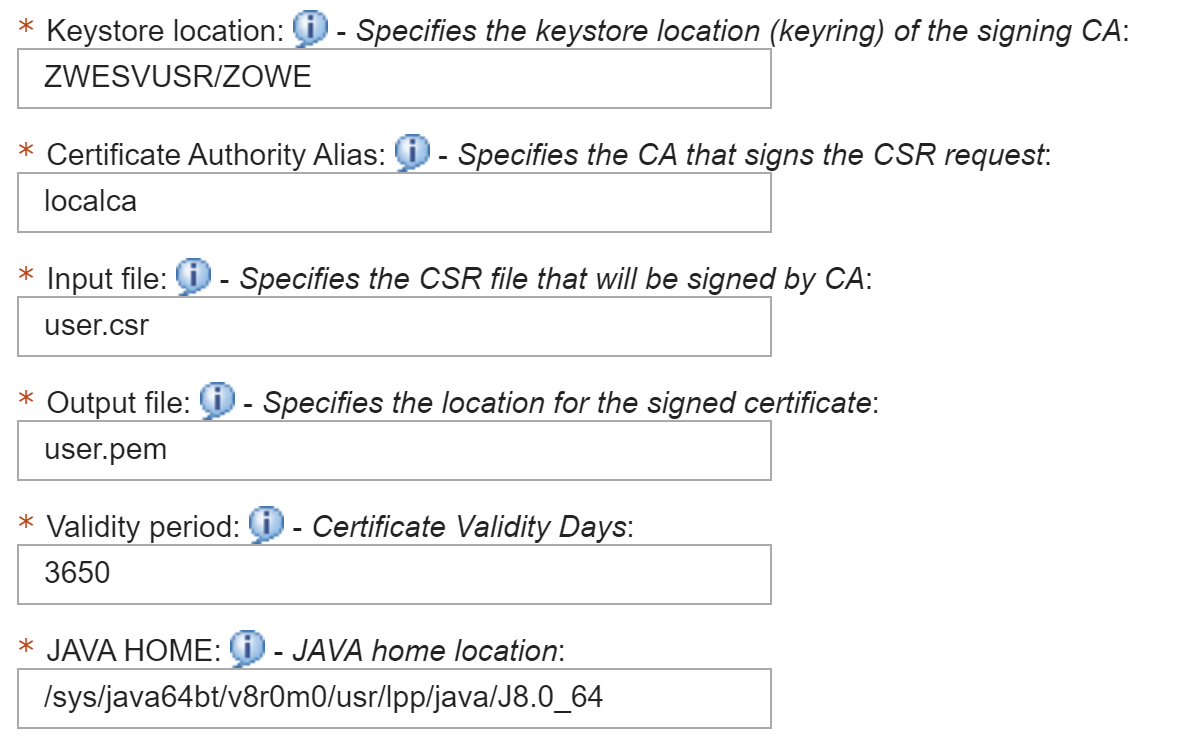 * Keystore location: i - Specifies the keystore location (keyring) of the signing CA:
ZWESVUSR/ZOWE
* Certificate Authority Alias: i - Specifies the CA that signs the CSR request:
localca
* Input file: i - Specifies the CSR file that will be signed by CA:
user.csr
* Output file: i - Specifies the location for the signed certificate:
user.pem
* Validity period: i - Certificate Validity Days:
3650
* JAVA HOME: i - JAVA home location:
/sys/java64bt/v8r0m0/usr/lpp/java/J8.0_64